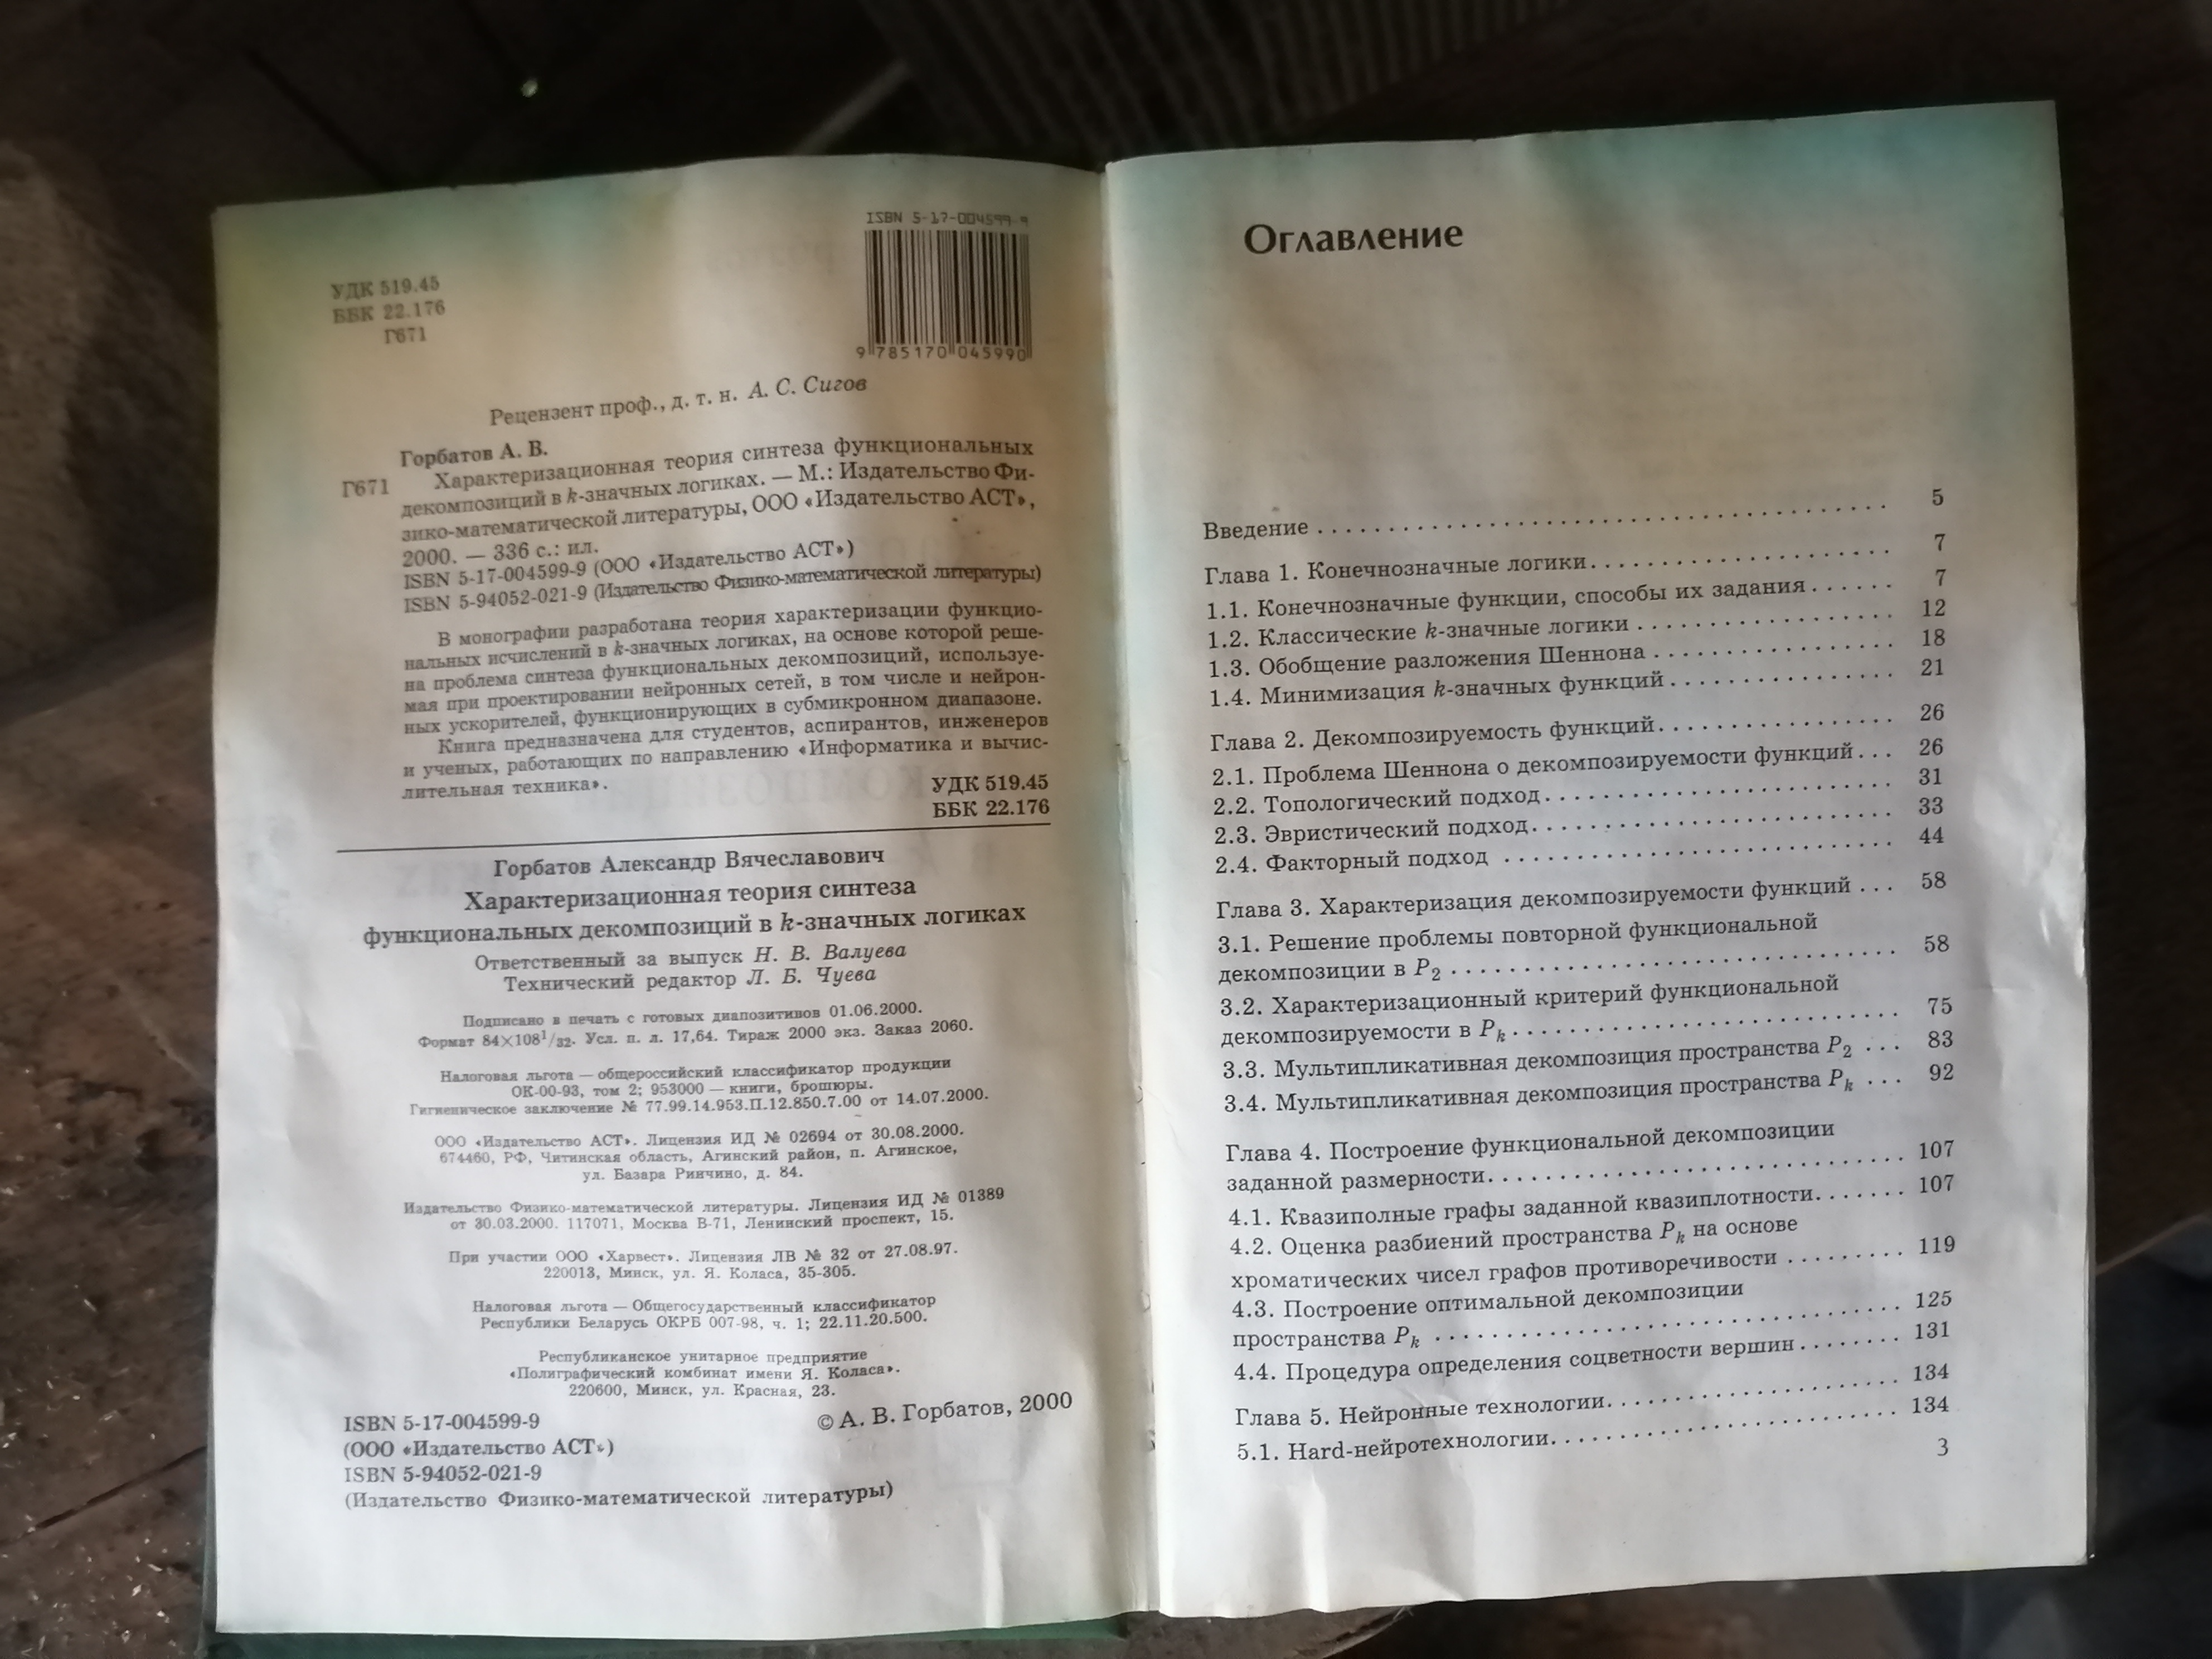 УДК 519.45
ББК 22.176
Г671
ISBN 5-17-004599-9
9 785170 045990
Рецензент проф., д. т. н. А. С. Сигов
Горбатов А. В.
Г671 Характеризационная теория синтеза функциональных
декомпозиций в k-значных логиках. — М.: Издательство Фи-
зико-математической литературы, ООО «Издательство АСТ»,
2000. — 336 с.: ил.
ISBN 5-17-004599-9 (ООО «Издательство АСТ»)
ISBN 5-94052-021-9 (Издательство Физико-математической литературы)
В монографии разработана теория характеризации функцио-
нальных исчислений в k-значных логиках, на основе которой реше-
на проблема синтеза функциональных декомпозиций, используе-
мая при проектировании нейронных сетей, в том числе и нейрон-
ных ускорителей, функционирующих в субмикронном диапазоне.
Книга предназначена для студентов, аспирантов, инженеров
и ученых, работающих по направлению «Информатика и вычис-
лительная техника».
УДК 519.45
ББК 22.176
Горбатов Александр Вячеславович
Характеризационная теория синтеза
функциональных декомпозиций в k-значных логиках
Ответственный за выпуск Н. В. Валуева
Технический редактор Л. Б. Чуева
Подписано в печать с готовых диапозитивов 01.06.2000.
Формат 84×108 1/32. Усл. п. л. 17,64. Тираж 2000 экз. Заказ 2060.
Налоговая льгота — общероссийский классификатор продукции
ОК-00-93, том 2; 953000 — книги, брошюры.
Гигиеническое заключение № 77.99.14.953.П.12.850.7.00 от 14.07.2000.
ООО «Издательство АСТ». Лицензия ИД № 02694 от 30.08.2000.
674460, РФ, Читинская область, Агинский район, п. Агинское,
ул. Базара Ринчино, д. 84.
Издательство Физико-математической литературы. Лицензия ИД № 01389
от 30.03.2000. 117071, Москва В-71, Ленинский проспект, 15.
При участии ООО «Харвест». Лицензия ЛВ № 32 от 27.08.97.
220013, Минск, ул. Я. Коласа, 35-305.
Налоговая льгота — Общегосударственный классификатор
Республики Беларусь ОКРБ 007-98, ч. 1; 22.11.20.500.
Республиканское унитарное предприятие
«Полиграфический комбинат имени Я. Коласа».
220600, Минск, ул. Красная, 23.
ISBN 5-17-004599-9
(ООО «Издательство АСТ»)
ISBN 5-94052-021-9
(Издательство Физико-математической литературы)
© А. В. Горбатов, 2000
Оглавление
Введение . . . . . 5
Глава 1. Конечнозначные логики . . . . . 7
1.1. Конечнозначные функции, способы их задания . . . . . 7
1.2. Классические k-значные логики . . . . . 12
1.3. Обобщение разложения Шеннона . . . . . 18
1.4. Минимизация k-значных функций . . . . . 21
Глава 2. Декомпозируемость функций . . . . . 26
2.1. Проблема Шеннона о декомпозируемости функций . . . 26
2.2. Топологический подход . . . . . 31
2.3. Эвристический подход . . . . . 33
2.4. Факторный подход . . . . . 44
Глава 3. Характеризация декомпозируемости функций . . . 58
3.1. Решение проблемы повторной функциональной
декомпозиции в P2 . . . . . 58
3.2. Характеризационный критерий функциональной
декомпозируемости в Pk . . . . . 75
3.3. Мультипликативная декомпозиция пространства P2 . . . 83
3.4. Мультипликативная декомпозиция пространства Pk . . . 92
Глава 4. Построение функциональной декомпозиции
заданной размерности . . . . . 107
4.1. Квазиполные графы заданной квазиплотности . . . . . 107
4.2. Оценка разбиений пространства Pk на основе
хроматических чисел графов противоречивости . . . . . 119
4.3. Построение оптимальной декомпозиции
пространства Pk . . . . . 125
4.4. Процедура определения соцветности вершин . . . . . 131
Глава 5. Нейронные технологии . . . . . 134
5.1. Hard-нейротехнологии . . . . . 134
3